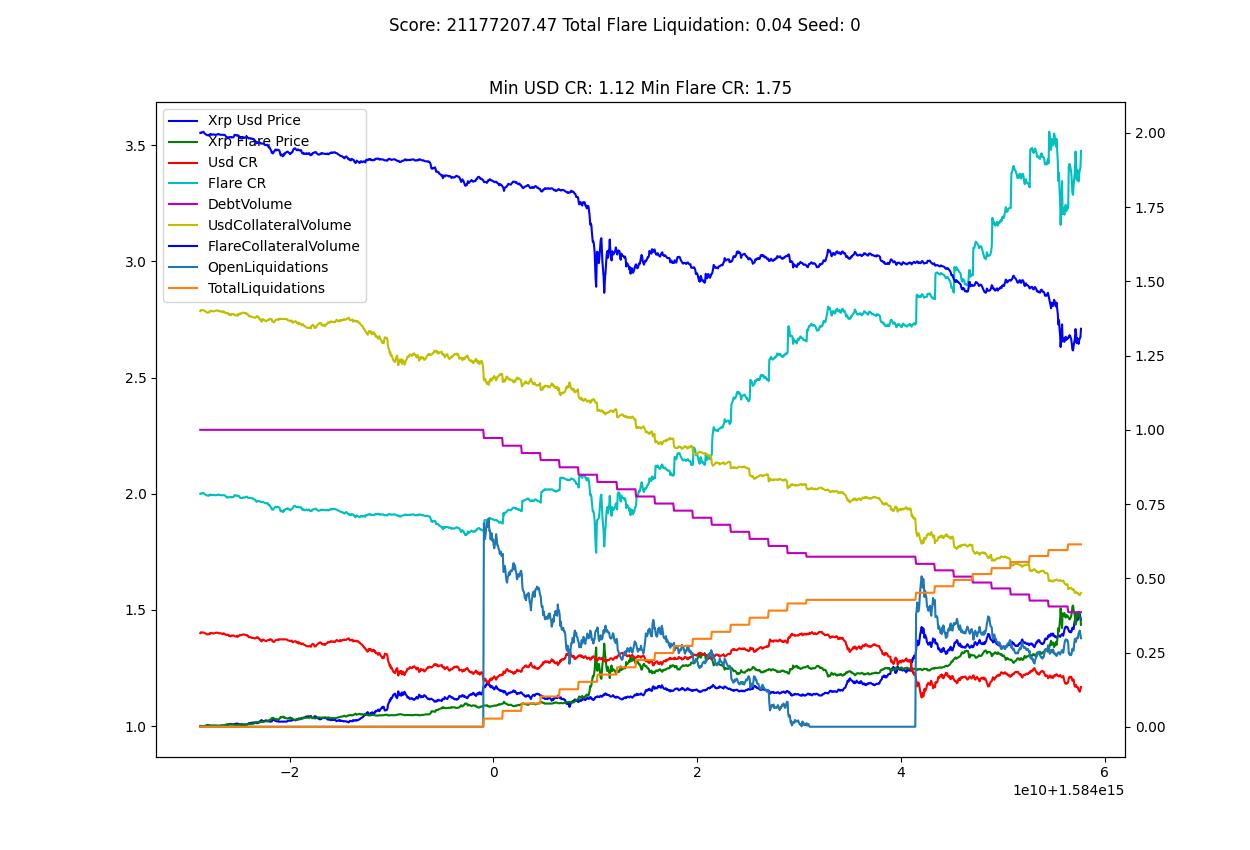 Score: 21177207.47 Total Flare Liquidation: 0.04 Seed: 0
Min USD CR: 1.12 Min Flare CR: 1.75
Xrp Usd Price
Xrp Flare Price
Usd CR
Flare CR
DebtVolume
UsdCollateralVolume
FlareCollateralVolume
OpenLiquidations
TotalLiquidations
3.5
3.0
2.5
2.0
1.5
1.0
2.00
1.75
1.50
1.25
1.00
0.75
0.50
0.25
0.00
−2 0 2 4 6
1e10+1.584e15